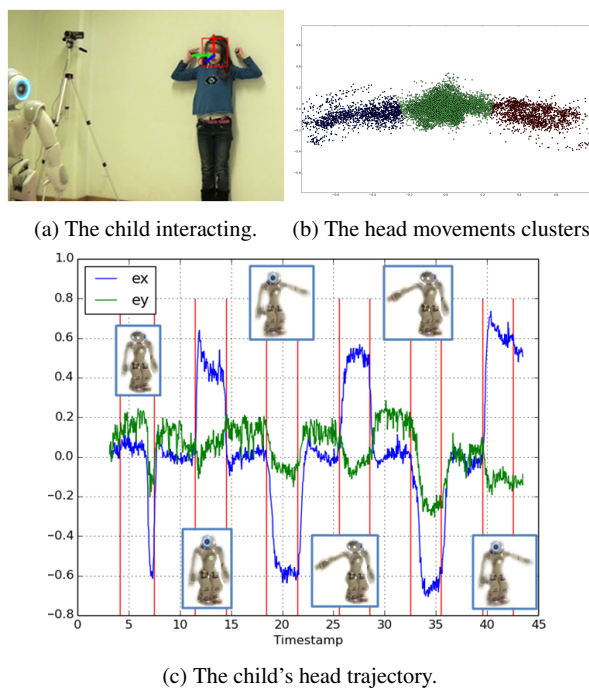 (a) The child interacting.
(b) The head movements clusters
1.0
0.8
0.6
0.4
0.2
0.0
−0.2
−0.4
−0.6
−0.8
ex
ey
0 5 10 15 20 25 30 35 40 45
Timestamp
(c) The child's head trajectory.